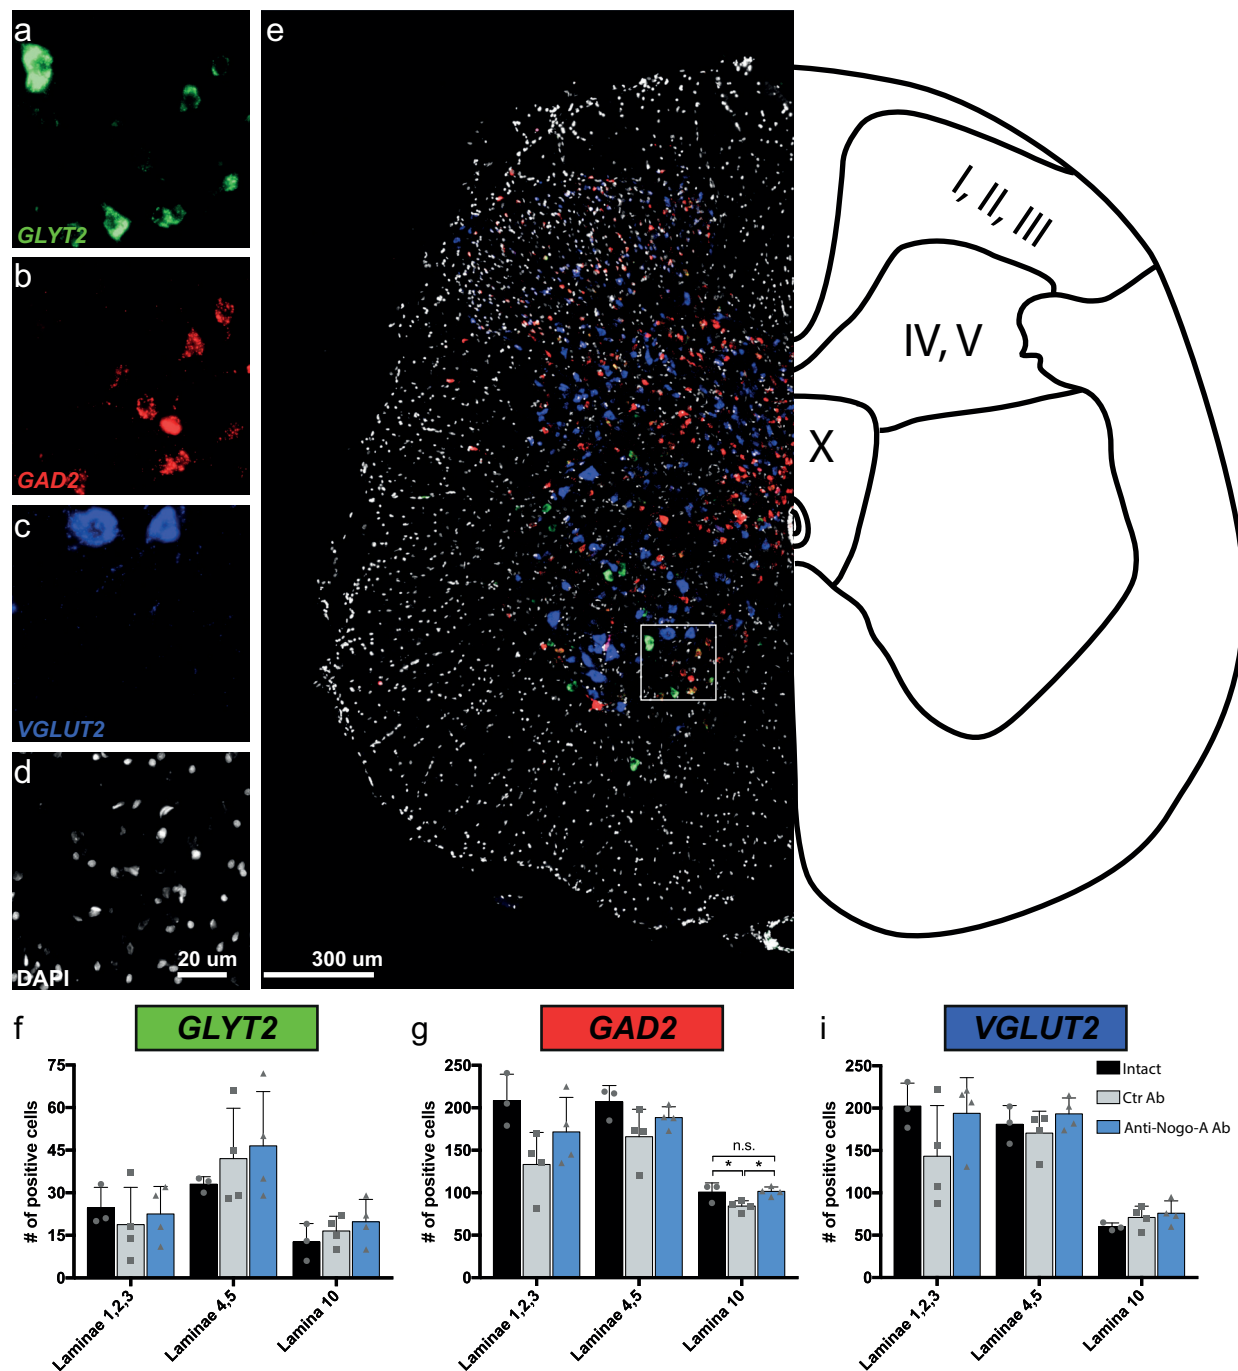 a
GLYT2
b
GAD2
c
VGLUT2
d
DAPI
20 um
e
300 um
I, II, III
IV, V
X
f
GLYT2
# of positive cells
75
60
45
30
15
0
Laminae 1,2,3
Laminae 4,5
Lamina 10
g
GAD2
# of positive cells
250
200
150
100
50
0
n.s.
* *
Laminae 1,2,3
Laminae 4,5
Lamina 10
i
VGLUT2
# of positive cells
250
200
150
100
50
0
Intact
Ctr Ab
Anti-Nogo-A Ab
Laminae 1,2,3
Laminae 4,5
Lamina 10